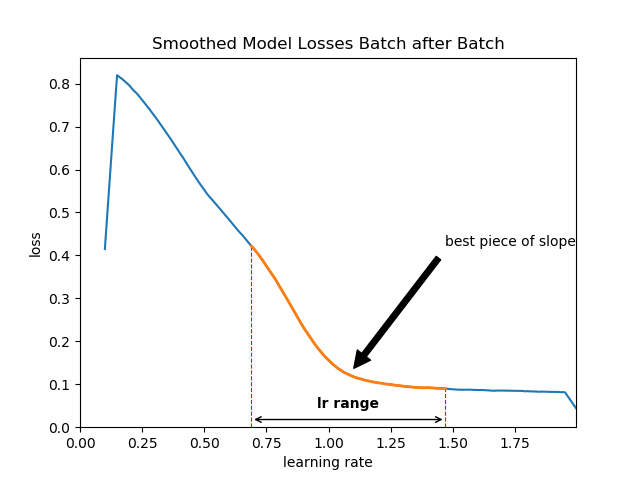 Smoothed Model Losses Batch after Batch
0.8
0.7
0.6
0.5
0.4
0.3
0.2
0.1
0.0
loss
best piece of slope
lr range
0.00 0.25 0.50 0.75 1.00 1.25 1.50 1.75
learning rate